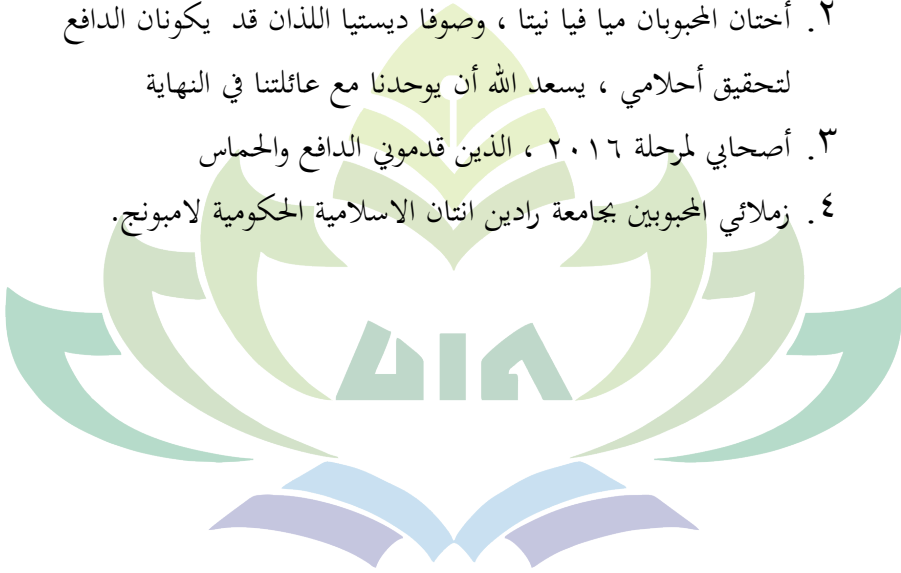 ٢. أختان المحبوبان ميا فيا نيتا ، وصوفا ديستيا اللذان قد يكونان الدافع
لتحقيق أحلامي ، يسعد الله أن يوحدنا مع عائلتنا في النهاية
٣. أصحابي لمرحلة ٢٠١٦ ، الذين قدموني الدافع والحماس
٤. زملائي المحبوبين بجامعة رادين انتان الاسلامية الحكومية لامبونج.